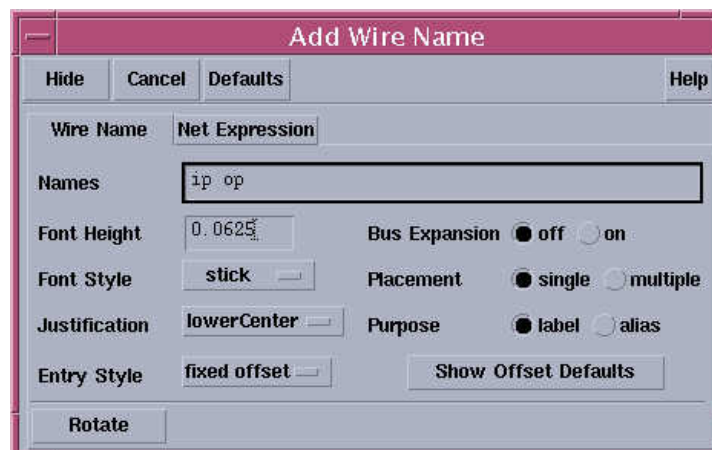 Add Wire Name
Hide Cancel Defaults Help
Wire Name Net Expression
Names ip op
Font Height 0.0625 Bus Expansion off on
Font Style stick Placement single multiple
Justification lowerCenter Purpose label alias
Entry Style fixed offset Show Offset Defaults
Rotate